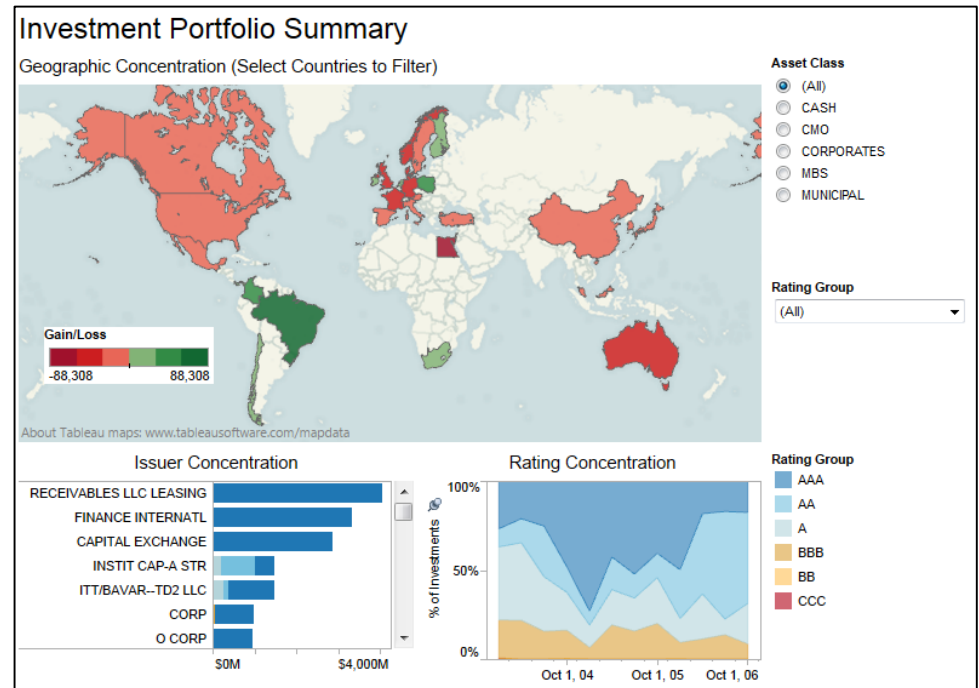 Investment Portfolio Summary
Geographic Concentration (Select Countries to Filter)
Asset Class
(All)
CASH
CMO
CORPORATES
MBS
MUNICIPAL
Rating Group
(All)
Gain/Loss
-88,308 88,308
About Tableau maps: www.tableausoftware.com/mapdata
Issuer Concentration
RECEIVABLES LLC LEASING
FINANCE INTERNATL
CAPITAL EXCHANGE
INSTIT CAP-A STR
ITT/BAVAR--TD2 LLC
CORP
O CORP
$0M $4,000M
Rating Concentration
% of Investments
100%
50%
0%
Oct 1, 04 Oct 1, 05 Oct 1, 06
Rating Group
AAA
AA
A
BBB
BB
CCC